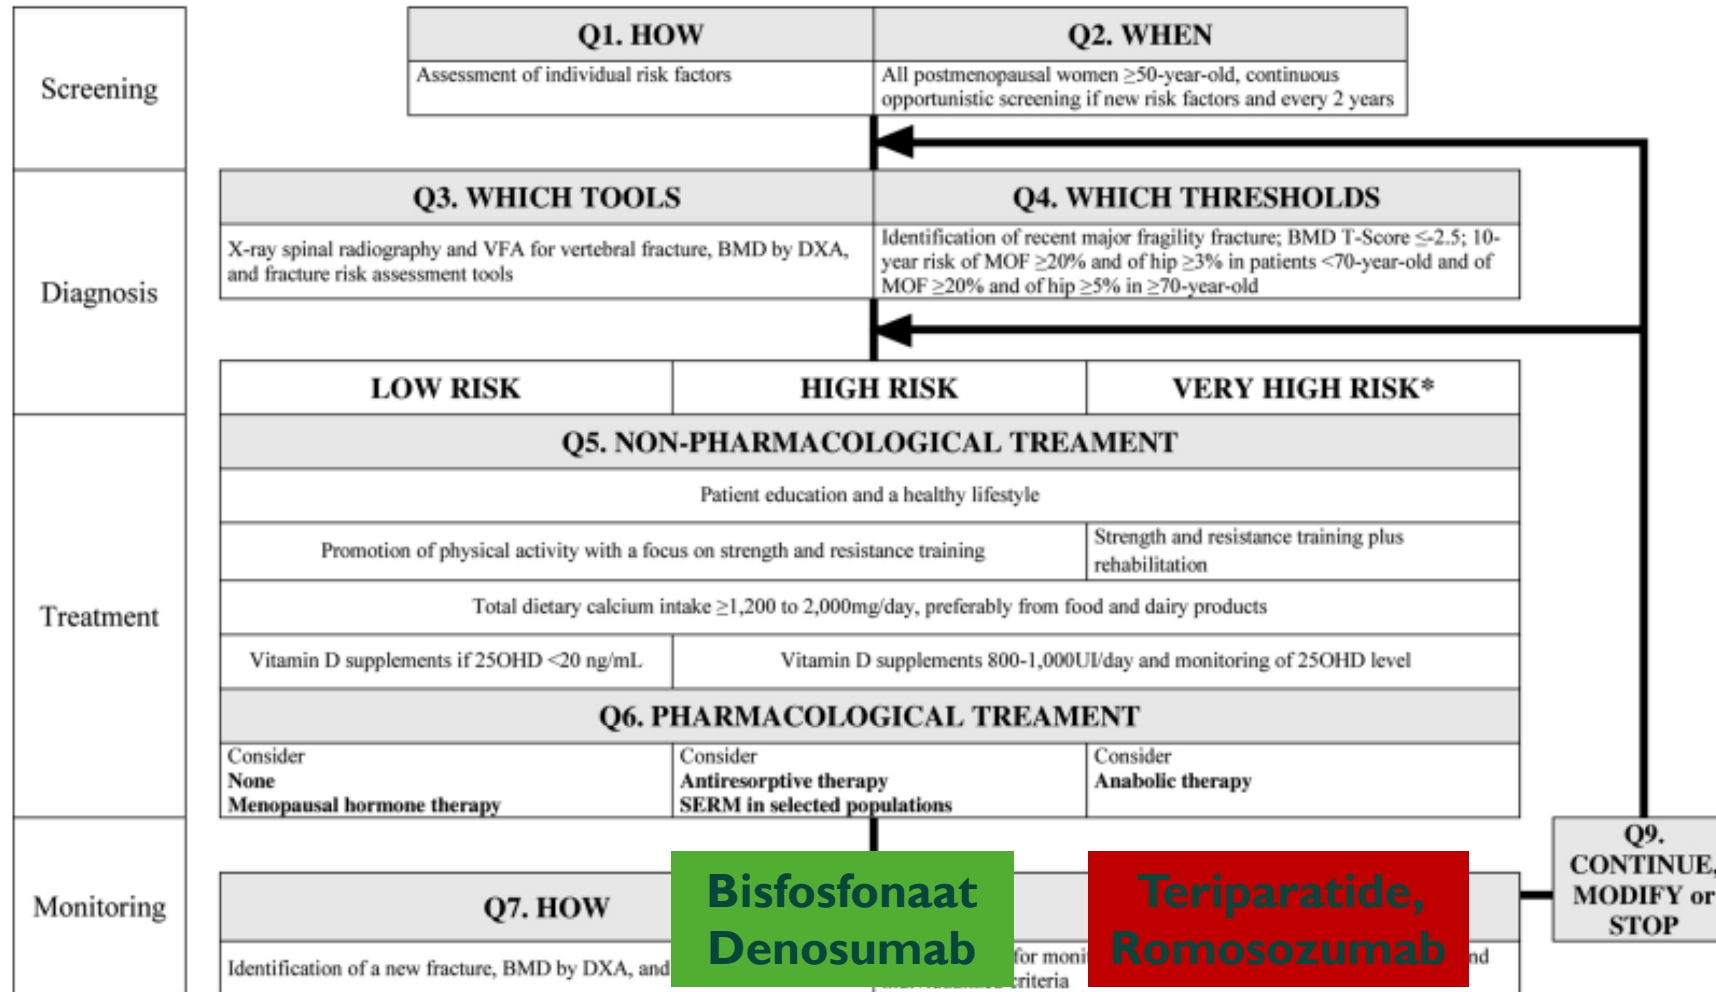 Screening
Q1. HOW
Q2. WHEN
Assessment of individual risk factors
All postmenopausal women ≥50-year-old, continuous
opportunistic screening if new risk factors and every 2 years
Diagnosis
Q3. WHICH TOOLS
Q4. WHICH THRESHOLDS
X-ray spinal radiography and VFA for vertebral fracture, BMD by DXA,
and fracture risk assessment tools
Identification of recent major fragility fracture; BMD T-Score ≤-2.5; 10-
year risk of MOF ≥20% and of hip ≥3% in patients <70-year-old and of
MOF ≥20% and of hip ≥5% in ≥70-year-old
LOW RISK
HIGH RISK
VERY HIGH RISK*
Treatment
Q5. NON-PHARMACOLOGICAL TREAMENT
Patient education and a healthy lifestyle
Promotion of physical activity with a focus on strength and resistance training
Strength and resistance training plus
rehabilitation
Total dietary calcium intake ≥1,200 to 2,000mg/day, preferably from food and dairy products
Vitamin D supplements if 25OHD <20 ng/mL
Vitamin D supplements 800-1,000UI/day and monitoring of 25OHD level
Q6. PHARMACOLOGICAL TREAMENT
Consider
None
Menopausal hormone therapy
Consider
Antiresorptive therapy
SERM in selected populations
Consider
Anabolic therapy
Monitoring
Q7. HOW
Identification of a new fracture, BMD by DXA, and
for moni
nd
criteria
Bisfosfonaat
Denosumab
Teriparatide,
Romosozumab
Q9.
CONTINUE,
MODIFY or
STOP